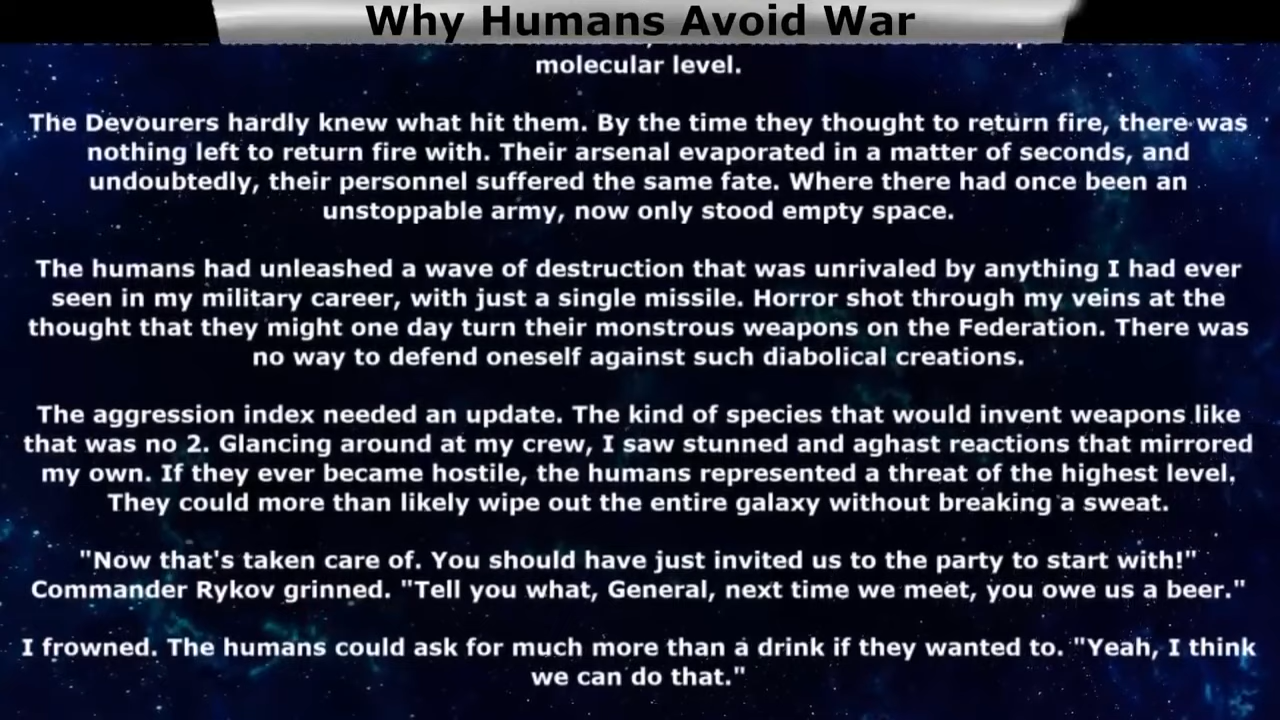 Why Humans Avoid War
molecular level.
The Devourers hardly knew what hit them. By the time they thought to return fire, there was
nothing left to return fire with. Their arsenal evaporated in a matter of seconds, and
undoubtedly, their personnel suffered the same fate. Where there had once been an
unstoppable army, now only stood empty space.
The humans had unleashed a wave of destruction that was unrivaled by anything I had ever
seen in my military career, with just a single missile. Horror shot through my veins at the
thought that they might one day turn their monstrous weapons on the Federation. There was
no way to defend oneself against such diabolical creations.
The aggression index needed an update. The kind of species that would invent weapons like
that was no 2. Glancing around at my crew, I saw stunned and aghast reactions that mirrored
my own. If they ever became hostile, the humans represented a threat of the highest level.
They could more than likely wipe out the entire galaxy without breaking a sweat.
"Now that's taken care of. You should have just invited us to the party to start with!"
Commander Rykov grinned. "Tell you what, General, next time we meet, you owe us a beer."
I frowned. The humans could ask for much more than a drink if they wanted to. "Yeah, I think
we can do that."